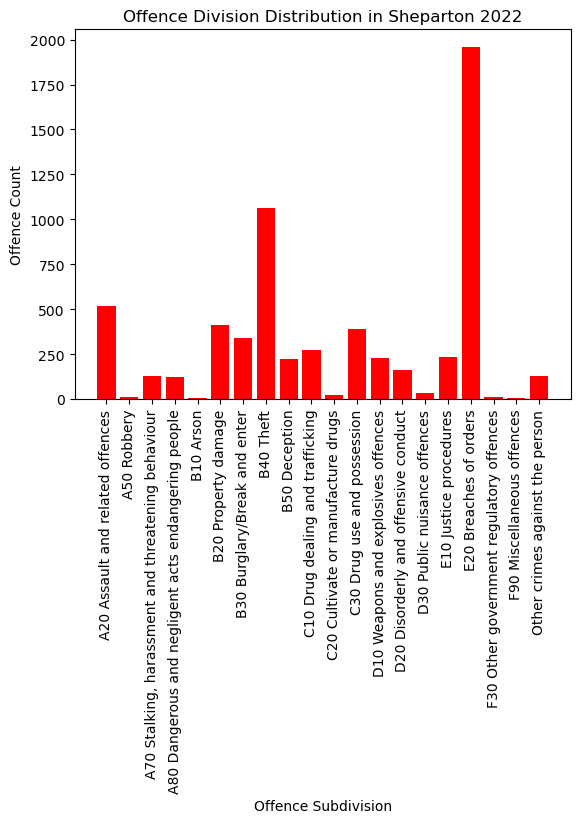 Offence Division Distribution in Sheparton 2022
2000
1750
1500
1250
1000
750
500
250
0
Offence Count
A20 Assault and related offences
A50 Robbery
A70 Stalking, harassment and threatening behaviour
A80 Dangerous and negligent acts endangering people
B10 Arson
B20 Property damage
B30 Burglary/Break and enter
B40 Theft
B50 Deception
C10 Drug dealing and trafficking
C20 Cultivate or manufacture drugs
C30 Drug use and possession
D10 Weapons and explosives offences
D20 Disorderly and offensive conduct
D30 Public nuisance offences
E10 Justice procedures
E20 Breaches of orders
F30 Other government regulatory offences
F90 Miscellaneous offences
Other crimes against the person
Offence Subdivision